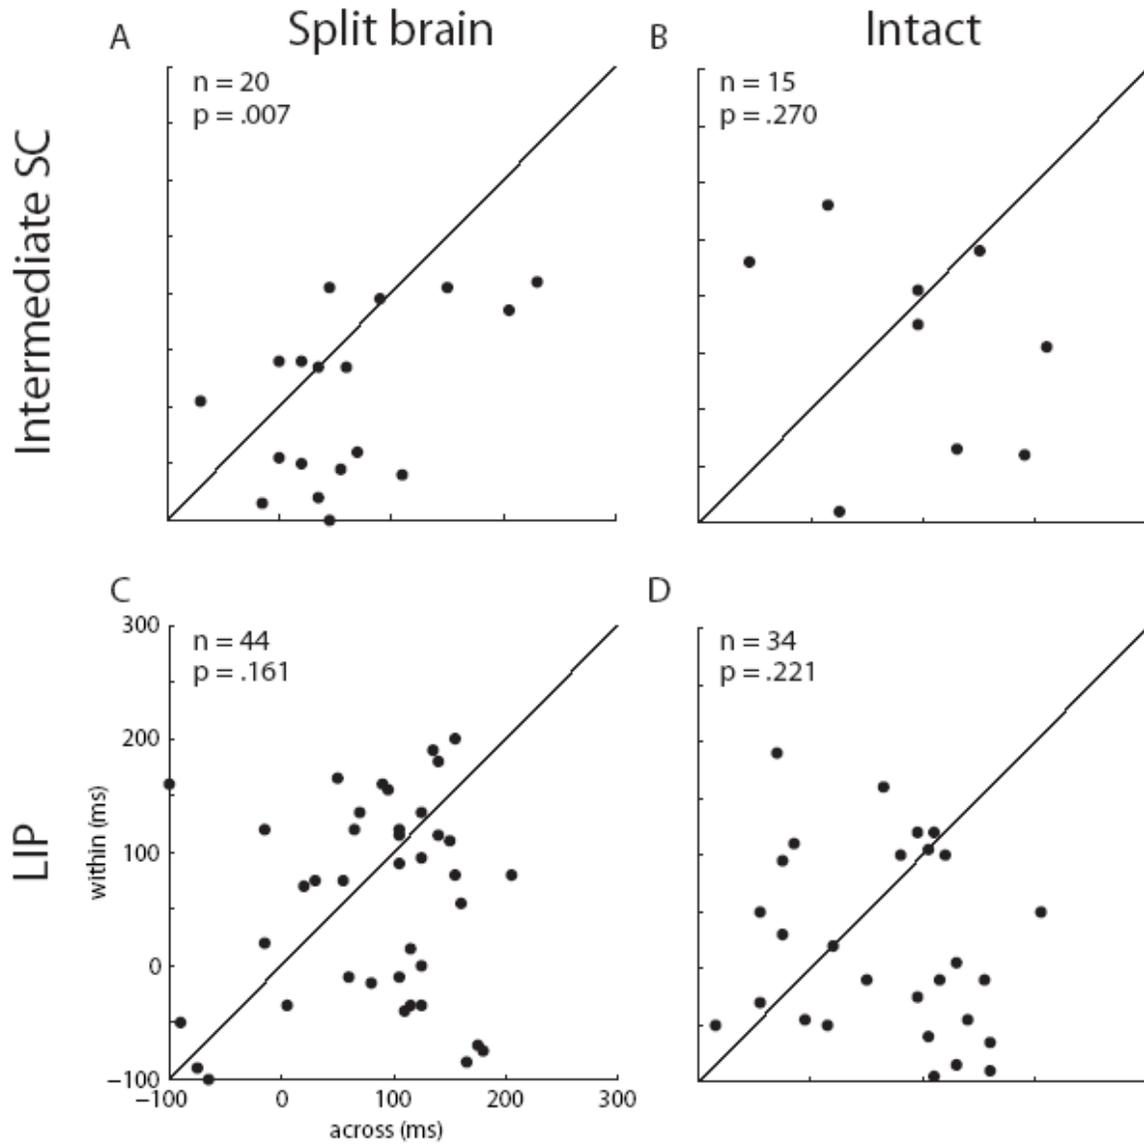 Split brain
Intact
Intermediate SC
A
n = 20
p = .007
B
n = 15
p = .270
LIP
C
n = 44
p = .161
D
n = 34
p = .221
within (ms)
300
200
100
0
−100
−100 0 100 200 300
across (ms)